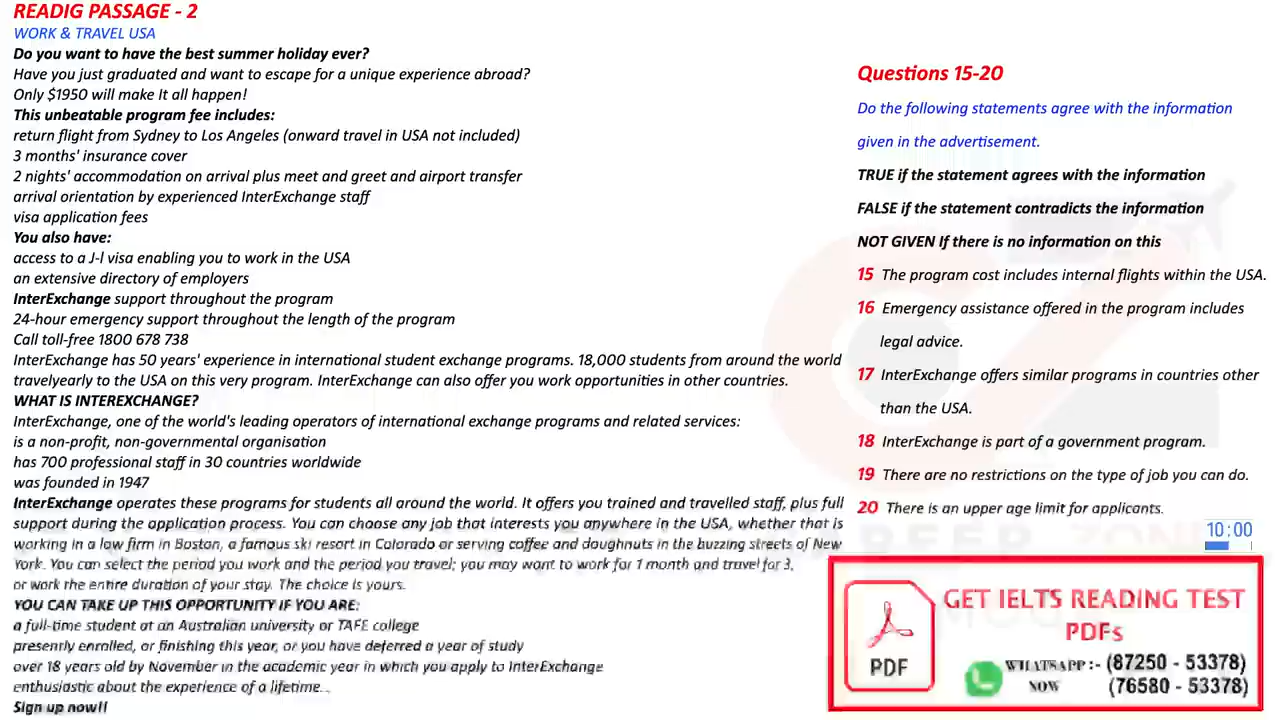 READIG PASSAGE - 2
WORK & TRAVEL USA
Do you want to have the best summer holiday ever?
Have you just graduated and want to escape for a unique experience abroad?
Only $1950 will make It all happen!
This unbeatable program fee includes:
return flight from Sydney to Los Angeles (onward travel in USA not included)
3 months' insurance cover
2 nights' accommodation on arrival plus meet and greet and airport transfer
arrival orientation by experienced InterExchange staff
visa application fees
You also have:
access to a J-l visa enabling you to work in the USA
an extensive directory of employers
InterExchange support throughout the program
24-hour emergency support throughout the length of the program
Call toll-free 1800 678 738
InterExchange has 50 years' experience in international student exchange programs. 18,000 students from around the world
travelyearly to the USA on this very program. InterExchange can also offer you work opportunities in other countries.
WHAT IS INTEREXCHANGE?
InterExchange, one of the world's leading operators of international exchange programs and related services:
is a non-profit, non-governmental organisation
has 700 professional staff in 30 countries worldwide
was founded in 1947
InterExchange operates these programs for students all around the world. It offers you trained and travelled staff, plus full
support during the application process. You can choose any job that interests you anywhere in the USA, whether that is
working in a law firm in Boston, a famous ski resort in Colorado or serving coffee and doughnuts in the buzzing streets of New
York. You can select the period you work and the period you travel; you may want to work for 1 month and travel for 3,
or work the entire duration of your stay. The choice is yours.
YOU CAN TAKE UP THIS OPPORTUNITY IF YOU ARE:
a full-time student at an Australian university or TAFE college
presently enrolled, or finishing this year, or you have deferred a year of study
over 18 years old by November in the academic year in which you apply to InterExchange
enthusiastic about the experience of a lifetime..
Sign up now!!
Questions 15-20
Do the following statements agree with the information
given in the advertisement.
TRUE if the statement agrees with the information
FALSE if the statement contradicts the information
NOT GIVEN If there is no information on this
15 The program cost includes internal flights within the USA.
16 Emergency assistance offered in the program includes
legal advice.
17 InterExchange offers similar programs in countries other
than the USA.
18 InterExchange is part of a government program.
19 There are no restrictions on the type of job you can do.
20 There is an upper age limit for applicants.
10:00
GET IELTS READING TEST
PDFs
PDF
WHATSAPP :- (87250 - 53378)
NOW (76580 - 53378)